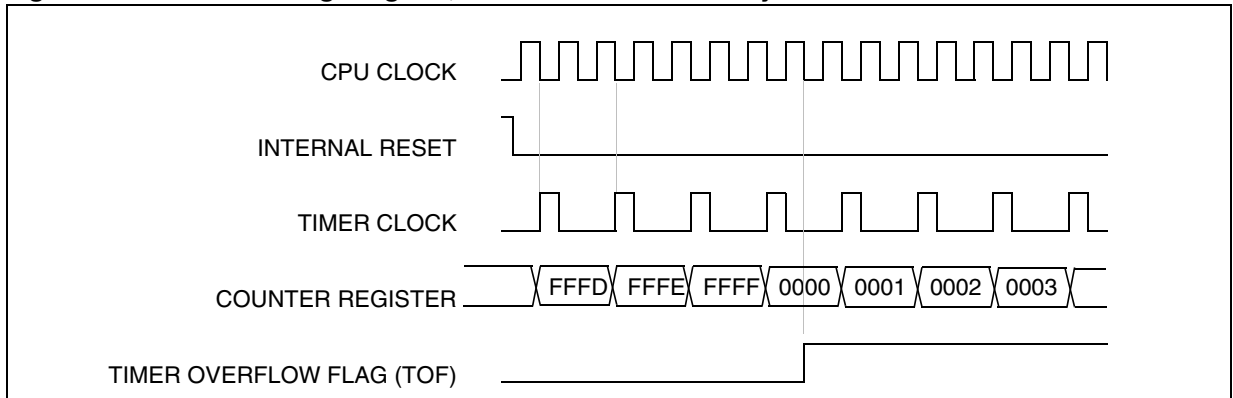 CPU CLOCK
INTERNAL RESET
TIMER CLOCK
COUNTER REGISTER
FFFD FFFE FFFF 0000 0001 0002 0003
TIMER OVERFLOW FLAG (TOF)